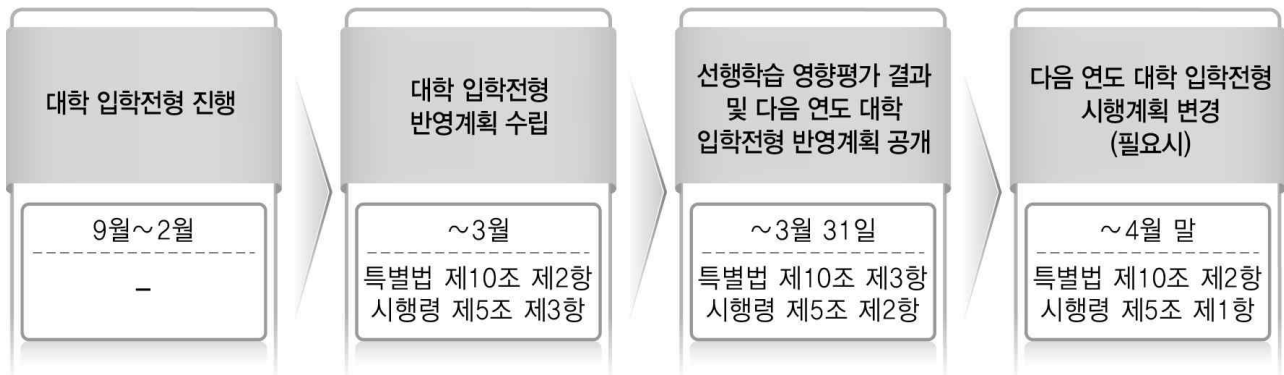 대학 입학전형 진행
9월~2월
–
대학 입학전형
반영계획 수립
~3월
특별법 제10조 제2항
시행령 제5조 제3항
선행학습 영향평가 결과
및 다음 연도 대학
입학전형 반영계획 공개
~3월 31일
특별법 제10조 제3항
시행령 제5조 제2항
다음 연도 대학 입학전형
시행계획 변경
(필요시)
~4월 말
특별법 제10조 제2항
시행령 제5조 제1항